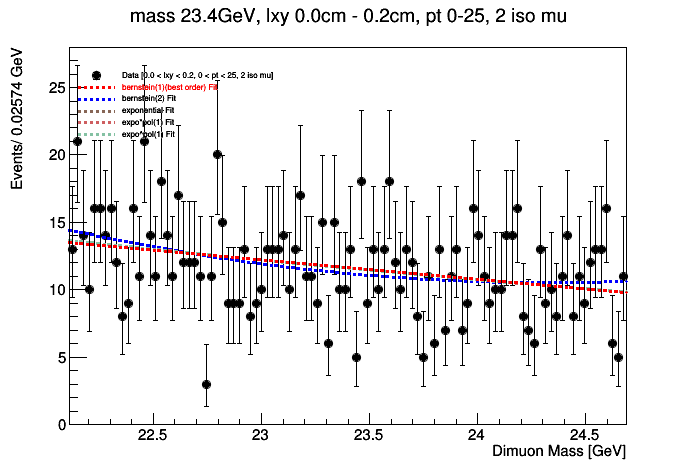 mass 23.4GeV, lxy 0.0cm - 0.2cm, pt 0-25, 2 iso mu
Events/ 0.02574 GeV
25
20
15
10
5
0
Data [0.0 < lxy < 0.2, 0 < pt < 25, 2 iso mu]
bernstein(1)(best order) Fit
bernstein(2) Fit
exponential Fit
expo*pol(1) Fit
expo*pol(1) Fit
22.5 23 23.5 24 24.5
Dimuon Mass [GeV]